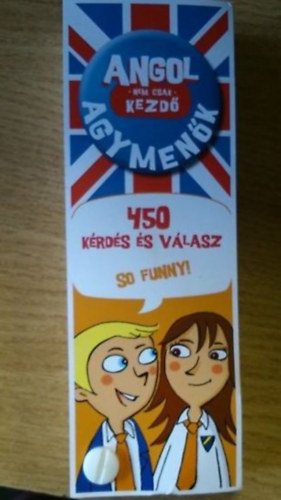 ANGOL
- NEM CSAK -
KEZDŐ
AGYMENŐK
450
KÉRDÉS ÉS VÁLASZ
SO FUNNY!